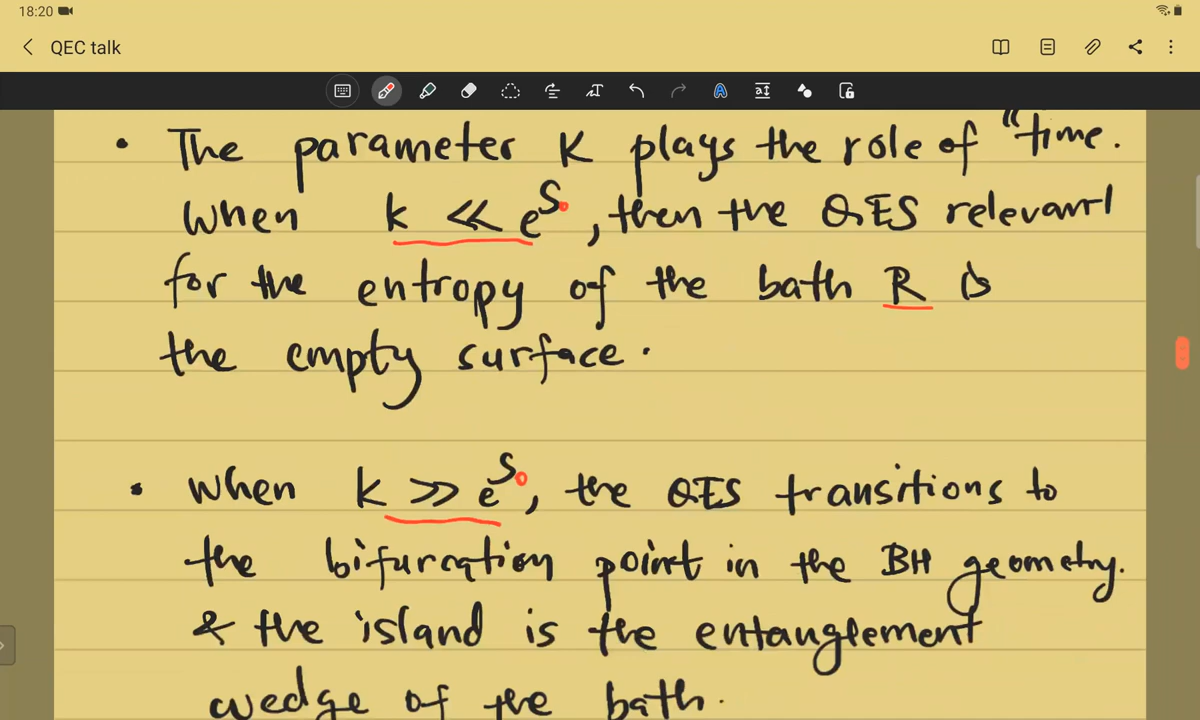 18:20
QEC talk
• The parameter K plays the role of "time.
when k << e^S₀, then the QES relevant
for the entropy of the bath R is
the empty surface.
• when k >> e^S₀, the QES transitions to
the bifurcation point in the BH geometry.
& the island is the entanglement
wedge of the bath.